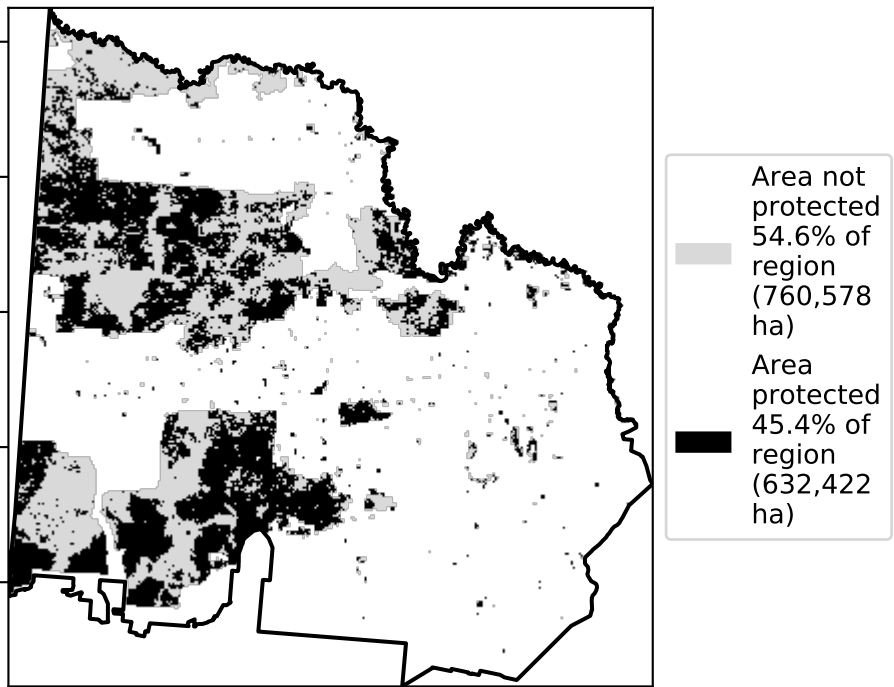 Area not
protected
54.6% of
region
(760,578
ha)
Area
protected
45.4% of
region
(632,422
ha)